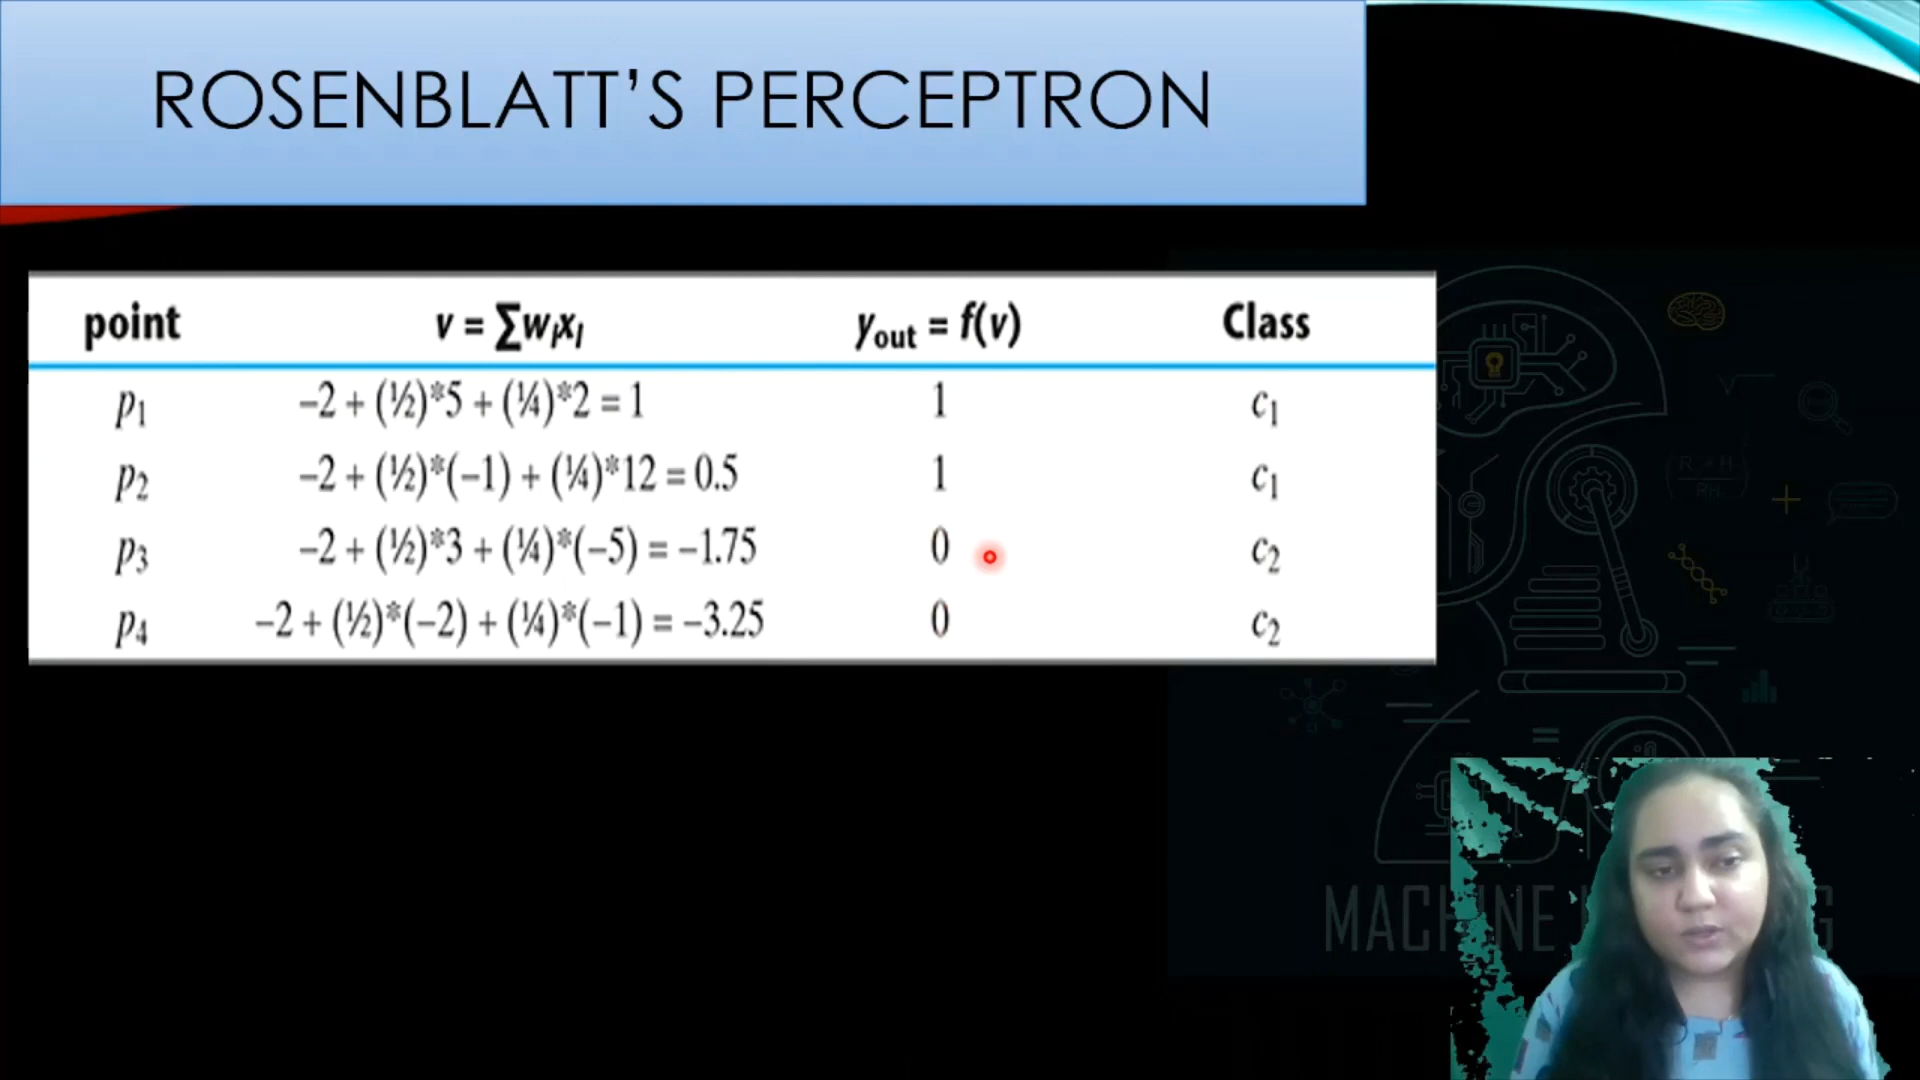 ROSENBLATT'S PERCEPTRON
point v = ∑wᵢxᵢ yout = f(v) Class
p₁ –2 + (½)*5 + (¼)*2 = 1 1 c₁
p₂ –2 + (½)*(–1) + (¼)*12 = 0.5 1 c₁
p₃ –2 + (½)*3 + (¼)*(–5) = –1.75 0 c₂
p₄ –2 + (½)*(–2) + (¼)*(–1) = –3.25 0 c₂